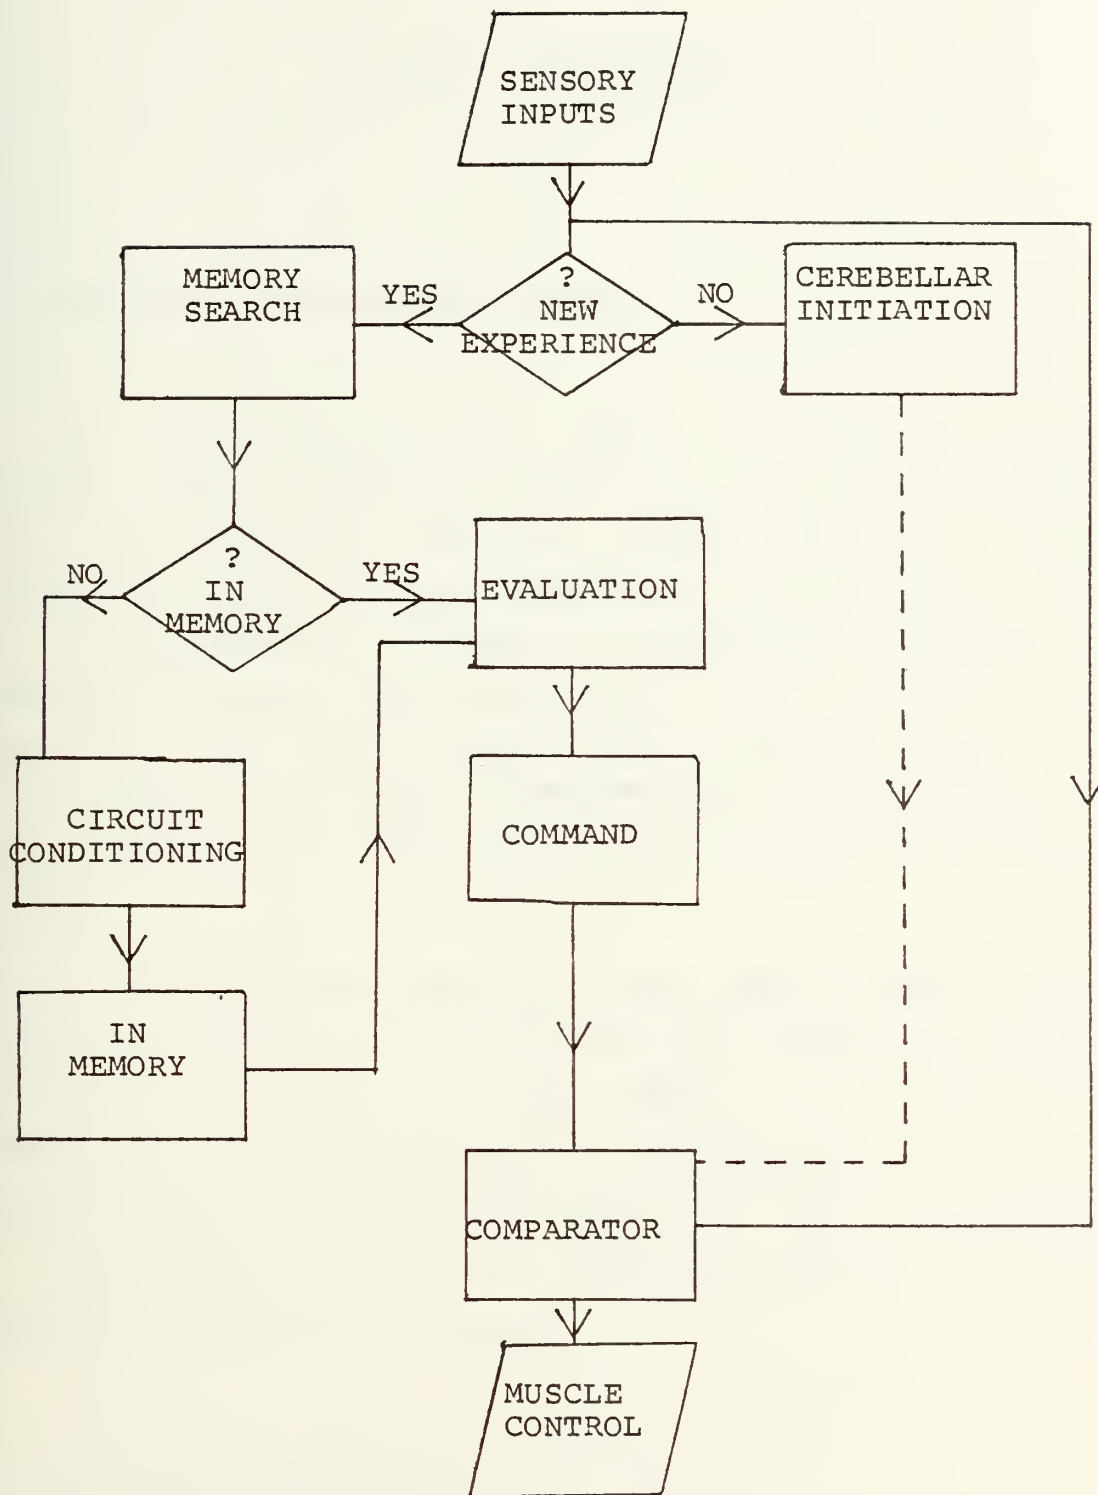 SENSORY
INPUTS
MEMORY
SEARCH
YES
?
NEW
EXPERIENCE
NO
CEREBELLAR
INITIATION
NO
?
IN
MEMORY
YES
EVALUATION
CIRCUIT
CONDITIONING
COMMAND
IN
MEMORY
COMPARATOR
MUSCLE
CONTROL